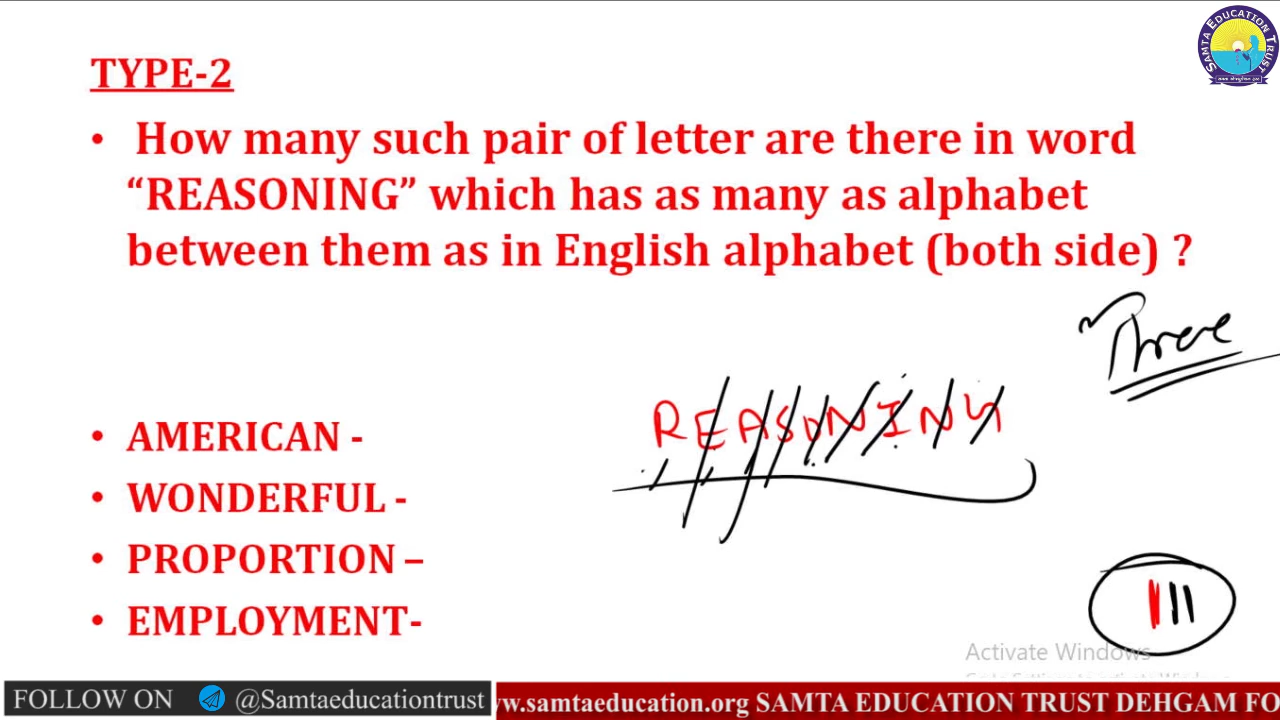 SAMTA EDUCATION TRUST
TYPE-2
• How many such pair of letter are there in word
“REASONING” which has as many as alphabet
between them as in English alphabet (both side) ?
Three
REASONING
• AMERICAN -
• WONDERFUL -
• PROPORTION –
• EMPLOYMENT-
III
Activate Windows
FOLLOW ON @Samtaeducationtrust
ww.samtaeducation.org SAMTA EDUCATION TRUST DEHGAM FO